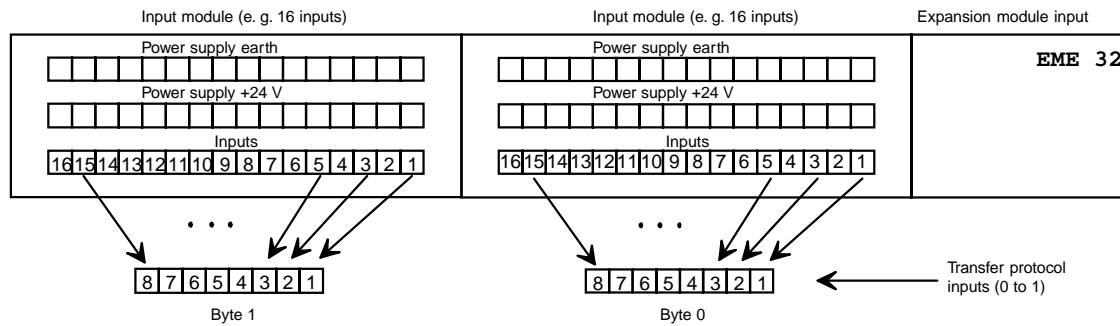 Input module (e. g. 16 inputs)
Input module (e. g. 16 inputs)
Expansion module input
Power supply earth
Power supply earth
EME 32
Power supply +24 V
Power supply +24 V
Inputs
Inputs
16 15 14 13 12 11 10 9 8 7 6 5 4 3 2 1
16 15 14 13 12 11 10 9 8 7 6 5 4 3 2 1
. . .
. . .
8 7 6 5 4 3 2 1
8 7 6 5 4 3 2 1
Transfer protocol
inputs (0 to 1)
Byte 1
Byte 0